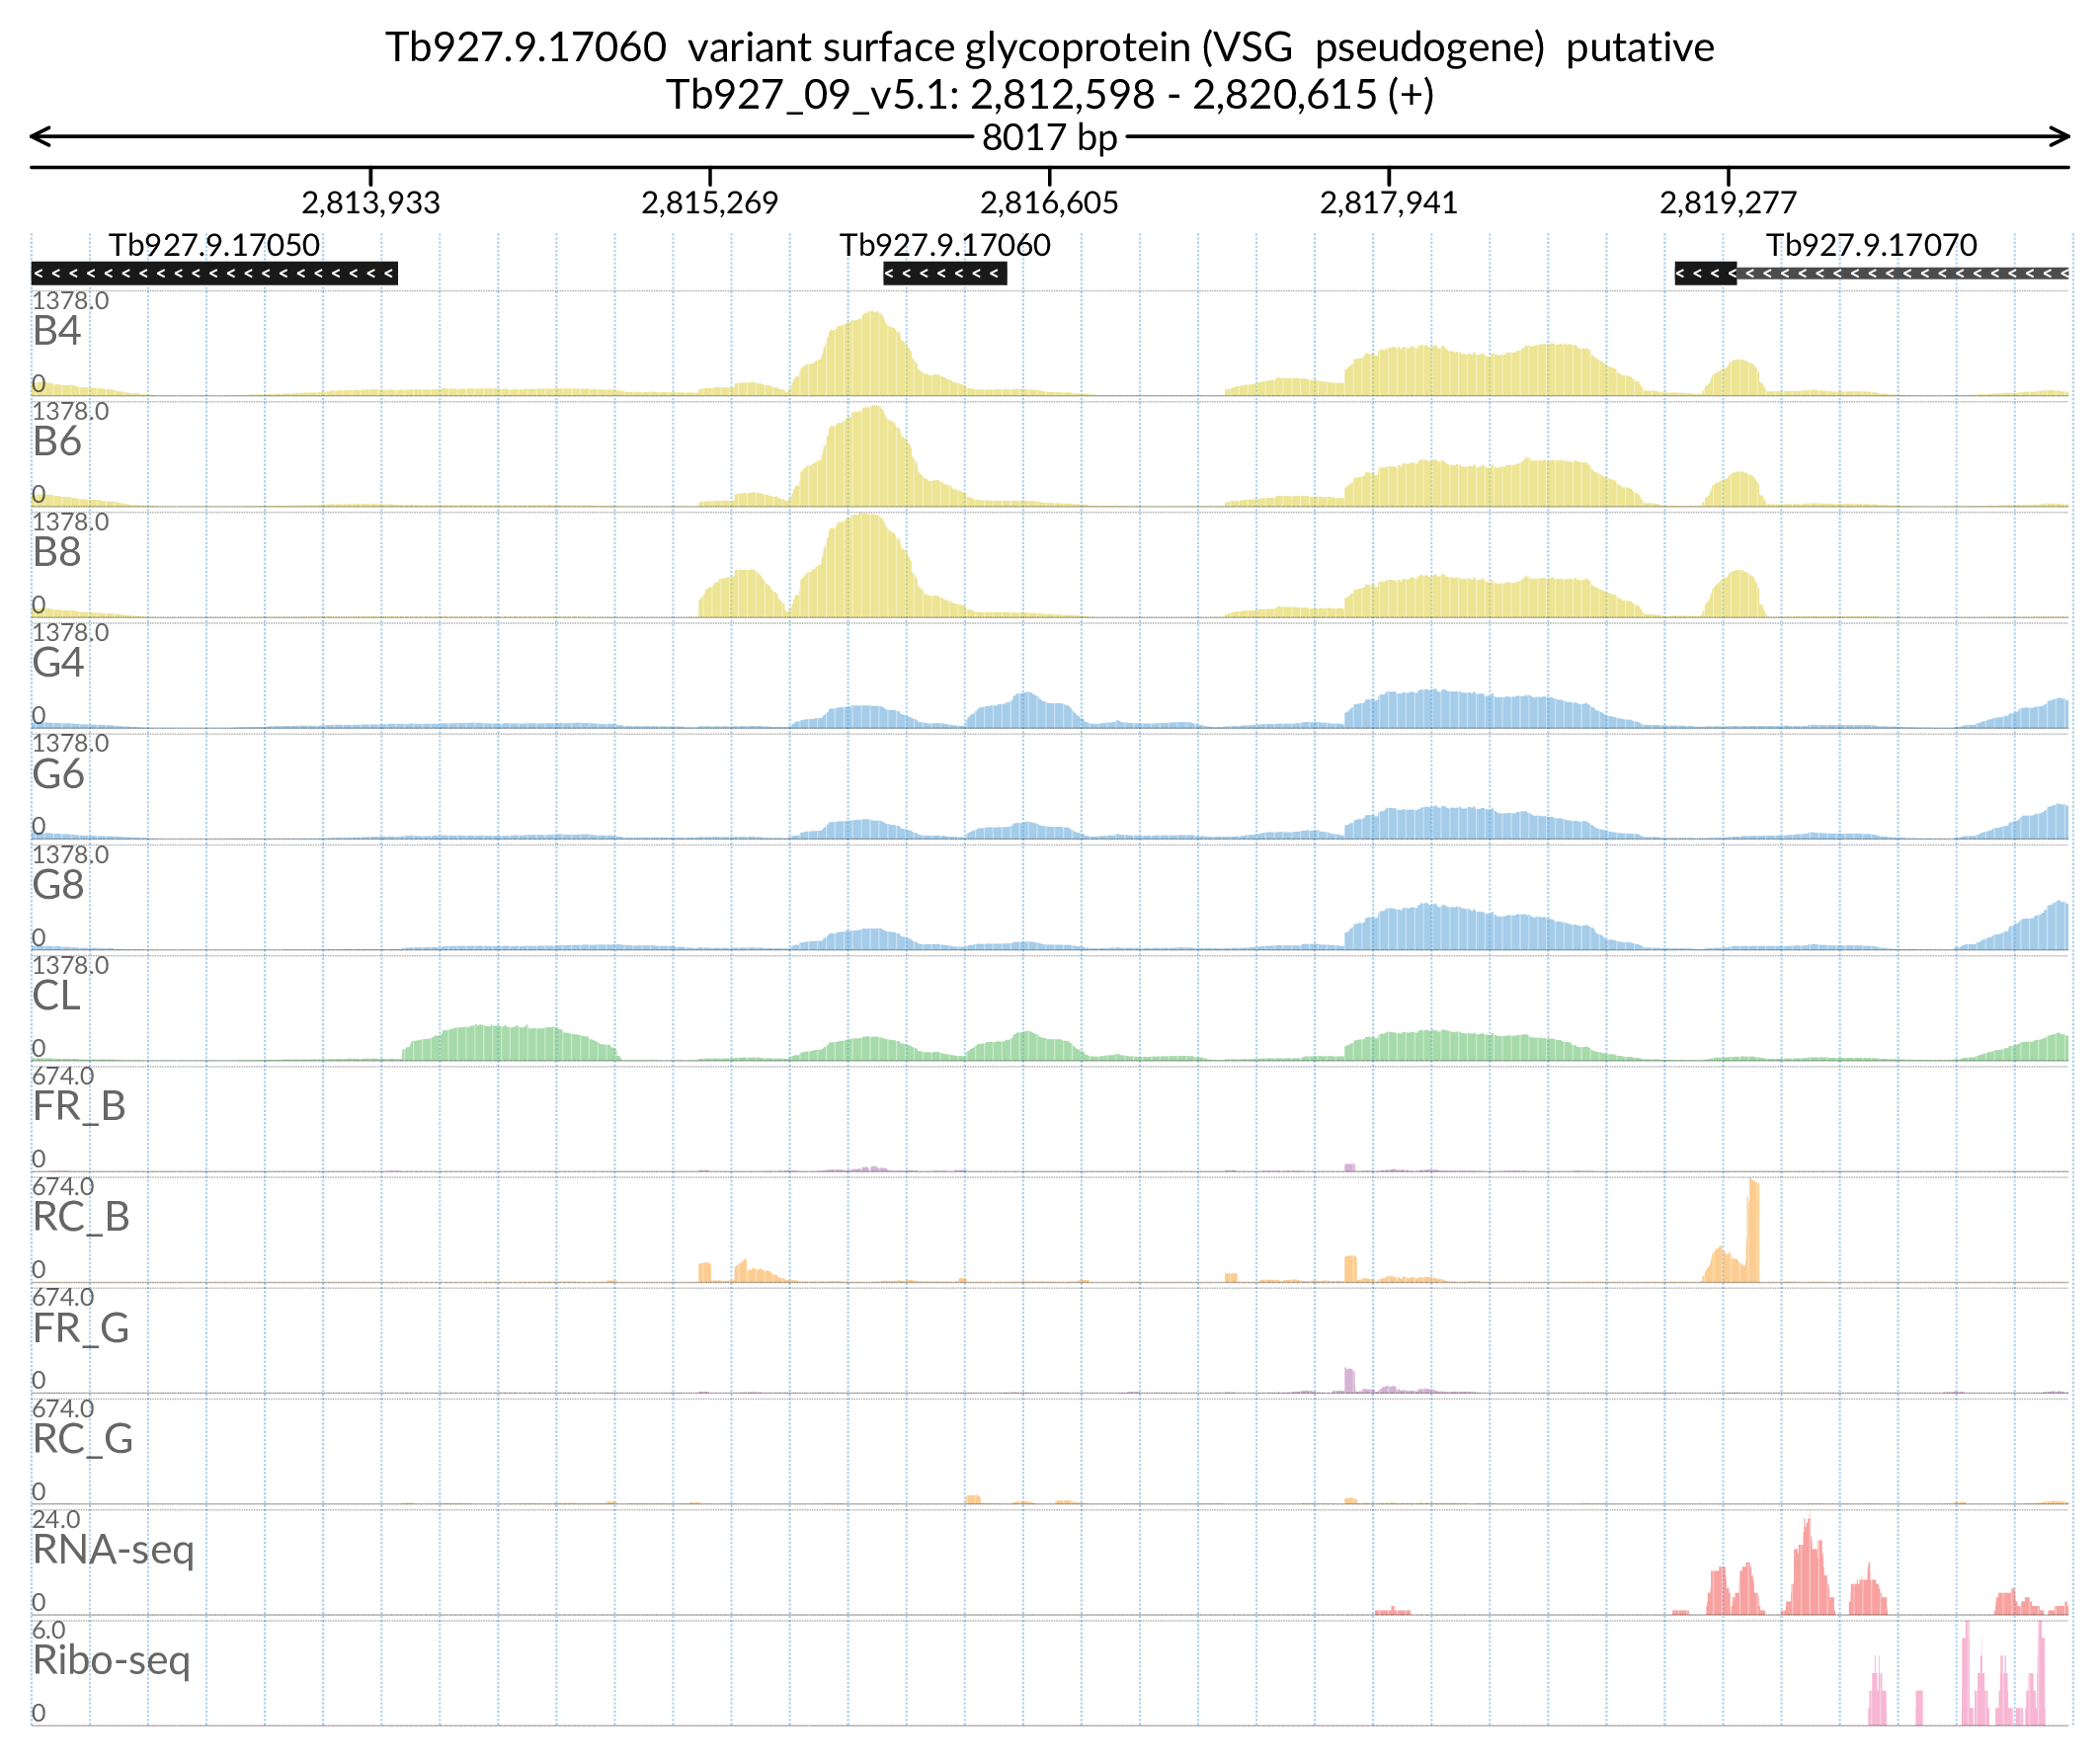 Tb927.9.17060 variant surface glycoprotein (VSG pseudogene) putative
Tb927_09_v5.1: 2,812,598 - 2,820,615 (+)
8017 bp
2,813,933 2,815,269 2,816,605 2,817,941 2,819,277
Tb927.9.17050 Tb927.9.17060 Tb927.9.17070
1378.0
B4
0
1378.0
B6
0
1378.0
B8
0
1378.0
G4
0
1378.0
G6
0
1378.0
G8
0
1378.0
CL
0
674.0
FR_B
0
674.0
RC_B
0
674.0
FR_G
0
674.0
RC_G
0
24.0
RNA-seq
0
6.0
Ribo-seq
0